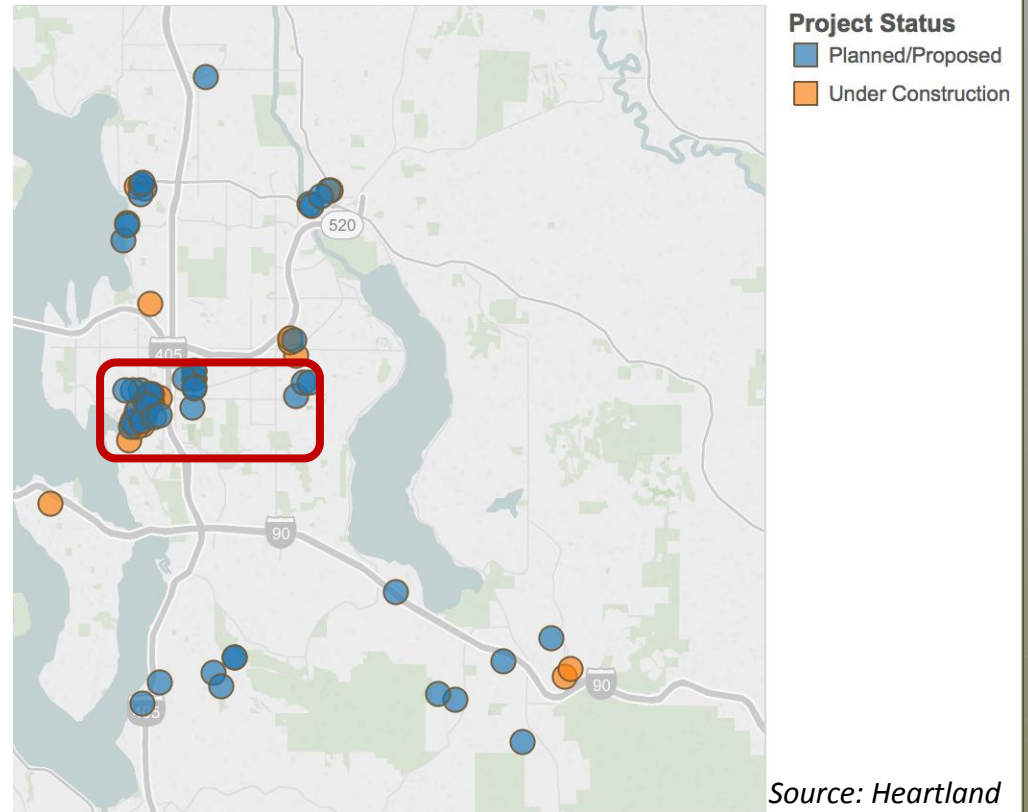 Project Status
Planned/Proposed
Under Construction
520
405
90
90
405
Source: Heartland